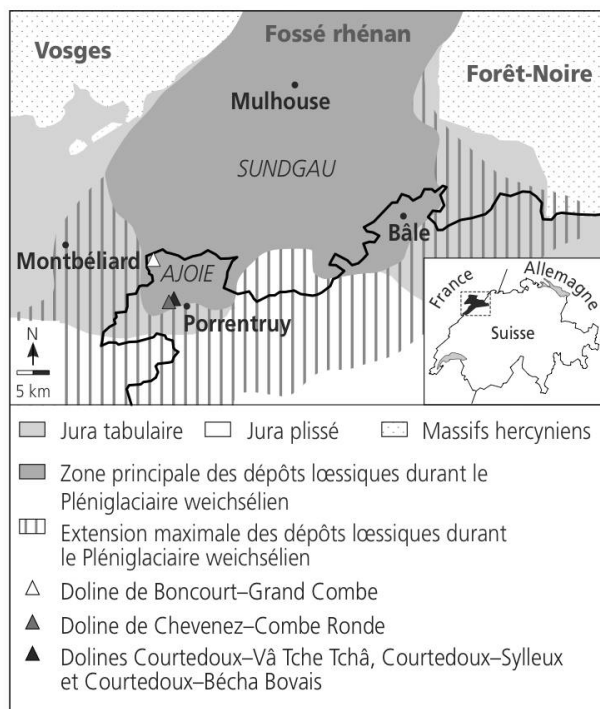 Fossé rhénan
Vosges
Forêt-Noire
Mulhouse
SUNDGAU
Bâle
Montbéliard
AJOIE
Porrentruy
N
5 km
France
Allemagne
Suisse
Jura tabulaire
Jura plissé
Massifs hercyniens
Zone principale des dépôts lœssiques durant le
Pléniglaciaire weichsélien
Extension maximale des dépôts lœssiques durant
le Pléniglaciaire weichsélien
Doline de Boncourt–Grand Combe
Doline de Chevenez–Combe Ronde
Dolines Courtedoux–Vâ Tche Tchâ, Courtedoux–Sylleux
et Courtedoux–Bécha Bovais